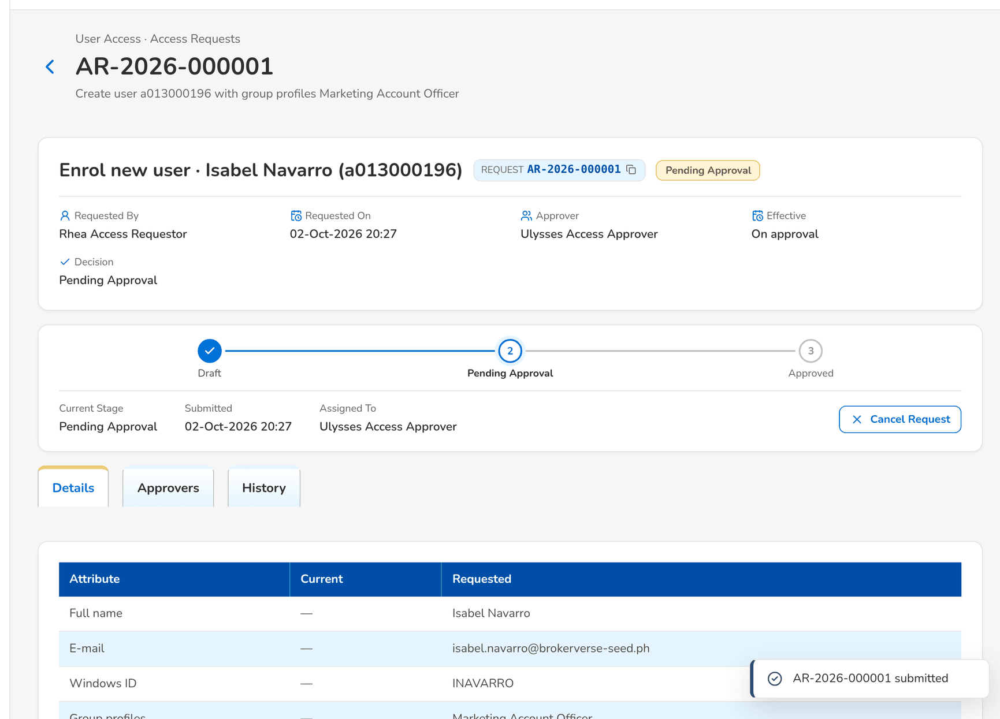 User Access · Access Requests
AR-2026-000001
Create user a013000196 with group profiles Marketing Account Officer
Enrol new user · Isabel Navarro (a013000196)
REQUEST AR-2026-000001
Pending Approval
Requested By
Rhea Access Requestor
Requested On
02-Oct-2026 20:27
Approver
Ulysses Access Approver
Effective
On approval
Decision
Pending Approval
Draft
2
Pending Approval
3
Approved
Current Stage
Pending Approval
Submitted
02-Oct-2026 20:27
Assigned To
Ulysses Access Approver
Cancel Request
Details
Approvers
History
Attribute Current Requested
Full name — Isabel Navarro
E-mail — isabel.navarro@brokerverse-seed.ph
Windows ID — INAVARRO
Group profiles — Marketing Account Officer
AR-2026-000001 submitted